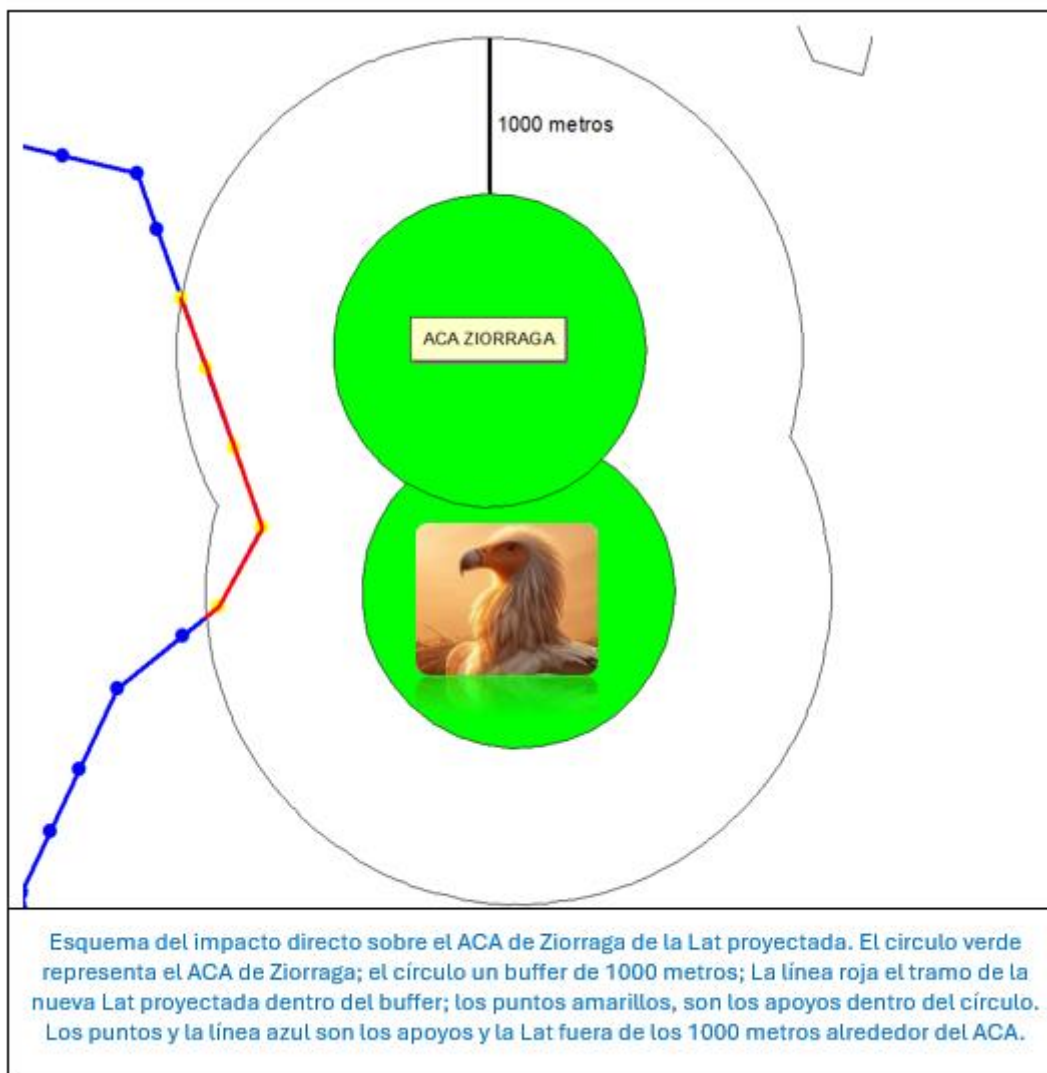 1000 metros
ACA ZIORRAGA
Esquema del impacto directo sobre el ACA de Ziorraga de la Lat proyectada. El circulo verde
representa el ACA de Ziorraga; el círculo un buffer de 1000 metros; La línea roja el tramo de la
nueva Lat proyectada dentro del buffer; los puntos amarillos, son los apoyos dentro del círculo.
Los puntos y la línea azul son los apoyos y la Lat fuera de los 1000 metros alrededor del ACA.